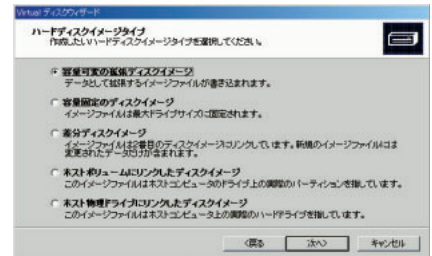 Virtual ディスクウィザード
ハードディスクイメージタイプ
作成したいハードディスクイメージタイプを選択してください。
容量可変の拡張ディスクイメージ
データとして拡張するイメージファイルが書き込まれます。
容量固定のディスクイメージ
イメージファイルは最大ドライブサイズに固定されます。
差分ディスクイメージ
イメージファイルは2番目のディスクイメージにリンクしています。新規のイメージファイルには
変更されたデータだけが含まれます。
ホストボリュームにリンクしたディスクイメージ
このイメージファイルはホストコンピュータのドライブ上の実際のパーティションを指しています。
ホスト物理ドライブにリンクしたディスクイメージ
このイメージファイルはホストコンピュータ上の実際のハードドライブを指しています。
<戻る 次へ> キャンセル